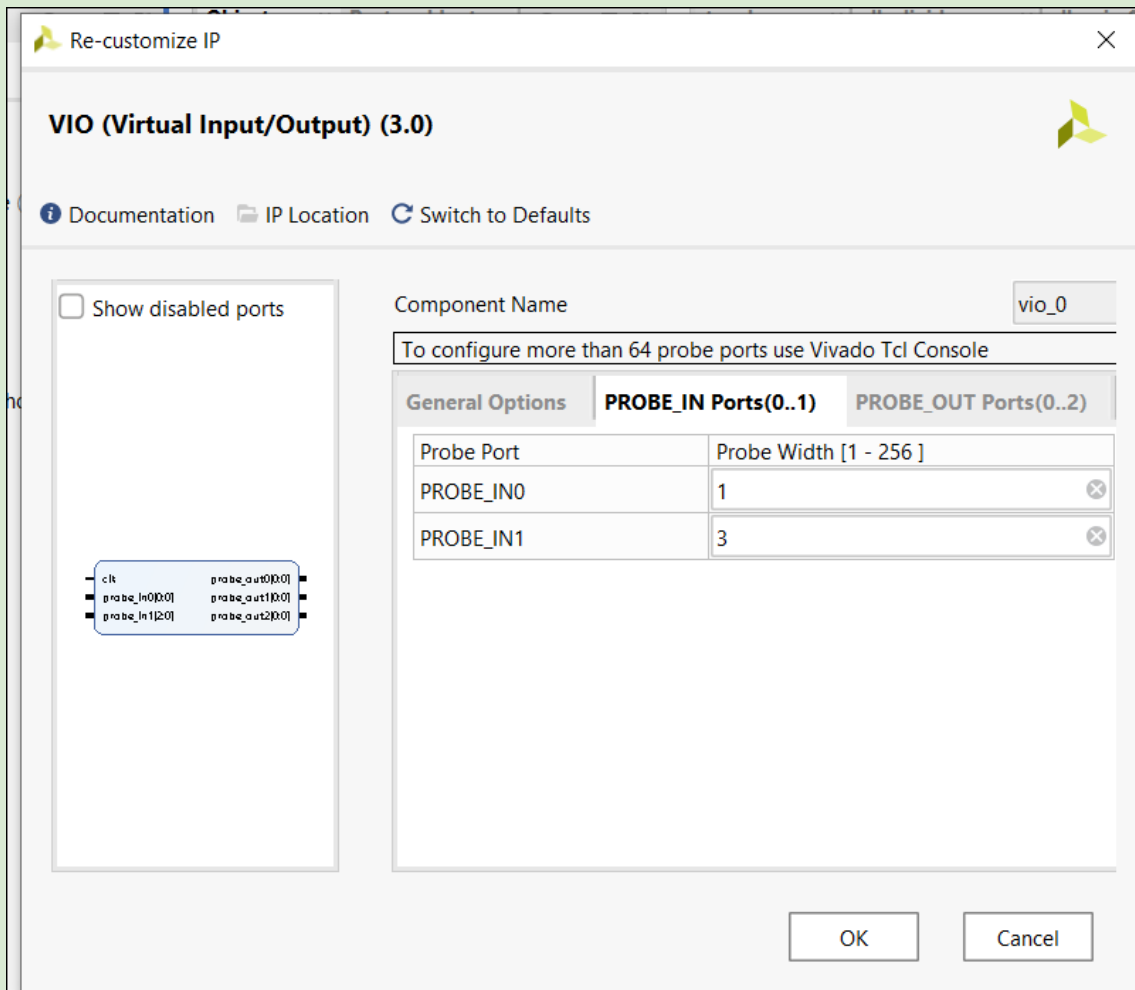 Re-customize IP
VIO (Virtual Input/Output) (3.0)
Documentation IP Location Switch to Defaults
Show disabled ports
clk
probe_in0[0:0]
probe_in1[2:0]
probe_out0[0:0]
probe_out1[0:0]
probe_out2[0:0]
Component Name vio_0
To configure more than 64 probe ports use Vivado Tcl Console
General Options PROBE_IN Ports(0..1) PROBE_OUT Ports(0..2)
Probe Port Probe Width [1 - 256 ]
PROBE_IN0 1
PROBE_IN1 3
OK Cancel